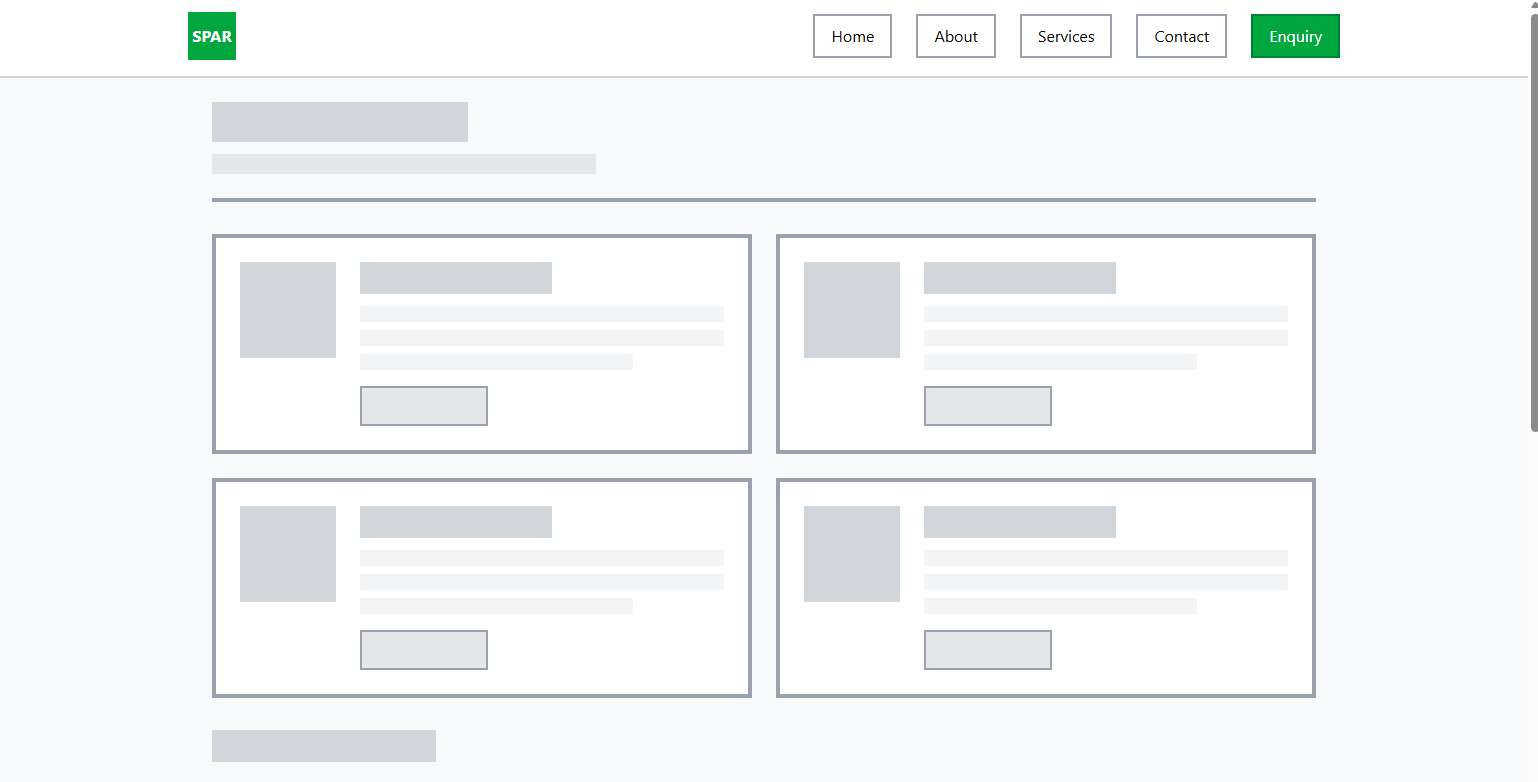 SPAR
Home
About
Services
Contact
Enquiry